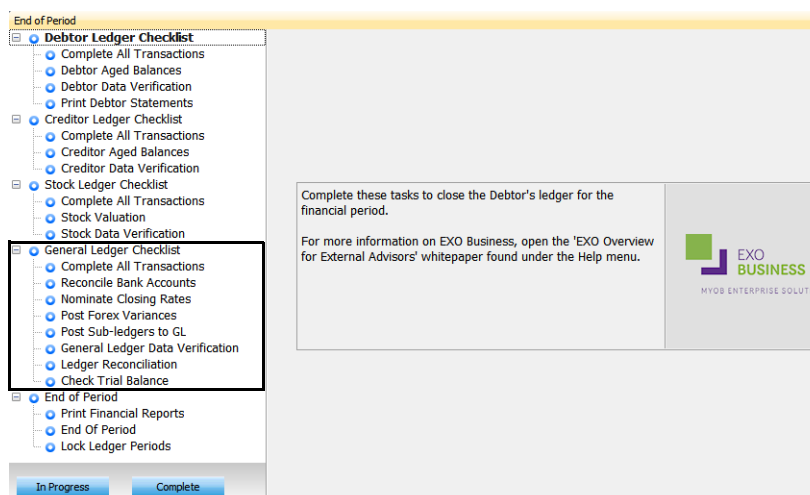 End of Period
Debtor Ledger Checklist
Complete All Transactions
Debtor Aged Balances
Debtor Data Verification
Print Debtor Statements
Creditor Ledger Checklist
Complete All Transactions
Creditor Aged Balances
Creditor Data Verification
Stock Ledger Checklist
Complete All Transactions
Stock Valuation
Stock Data Verification
General Ledger Checklist
Complete All Transactions
Reconcile Bank Accounts
Nominate Closing Rates
Post Forex Variances
Post Sub-ledgers to GL
General Ledger Data Verification
Ledger Reconciliation
Check Trial Balance
End of Period
Print Financial Reports
End Of Period
Lock Ledger Periods
In Progress
Complete
Complete these tasks to close the Debtor's ledger for the
financial period.
For more information on EXO Business, open the 'EXO Overview
for External Advisors' whitepaper found under the Help menu.
EXO
BUSINESS
MYOB ENTERPRISE SOLUT